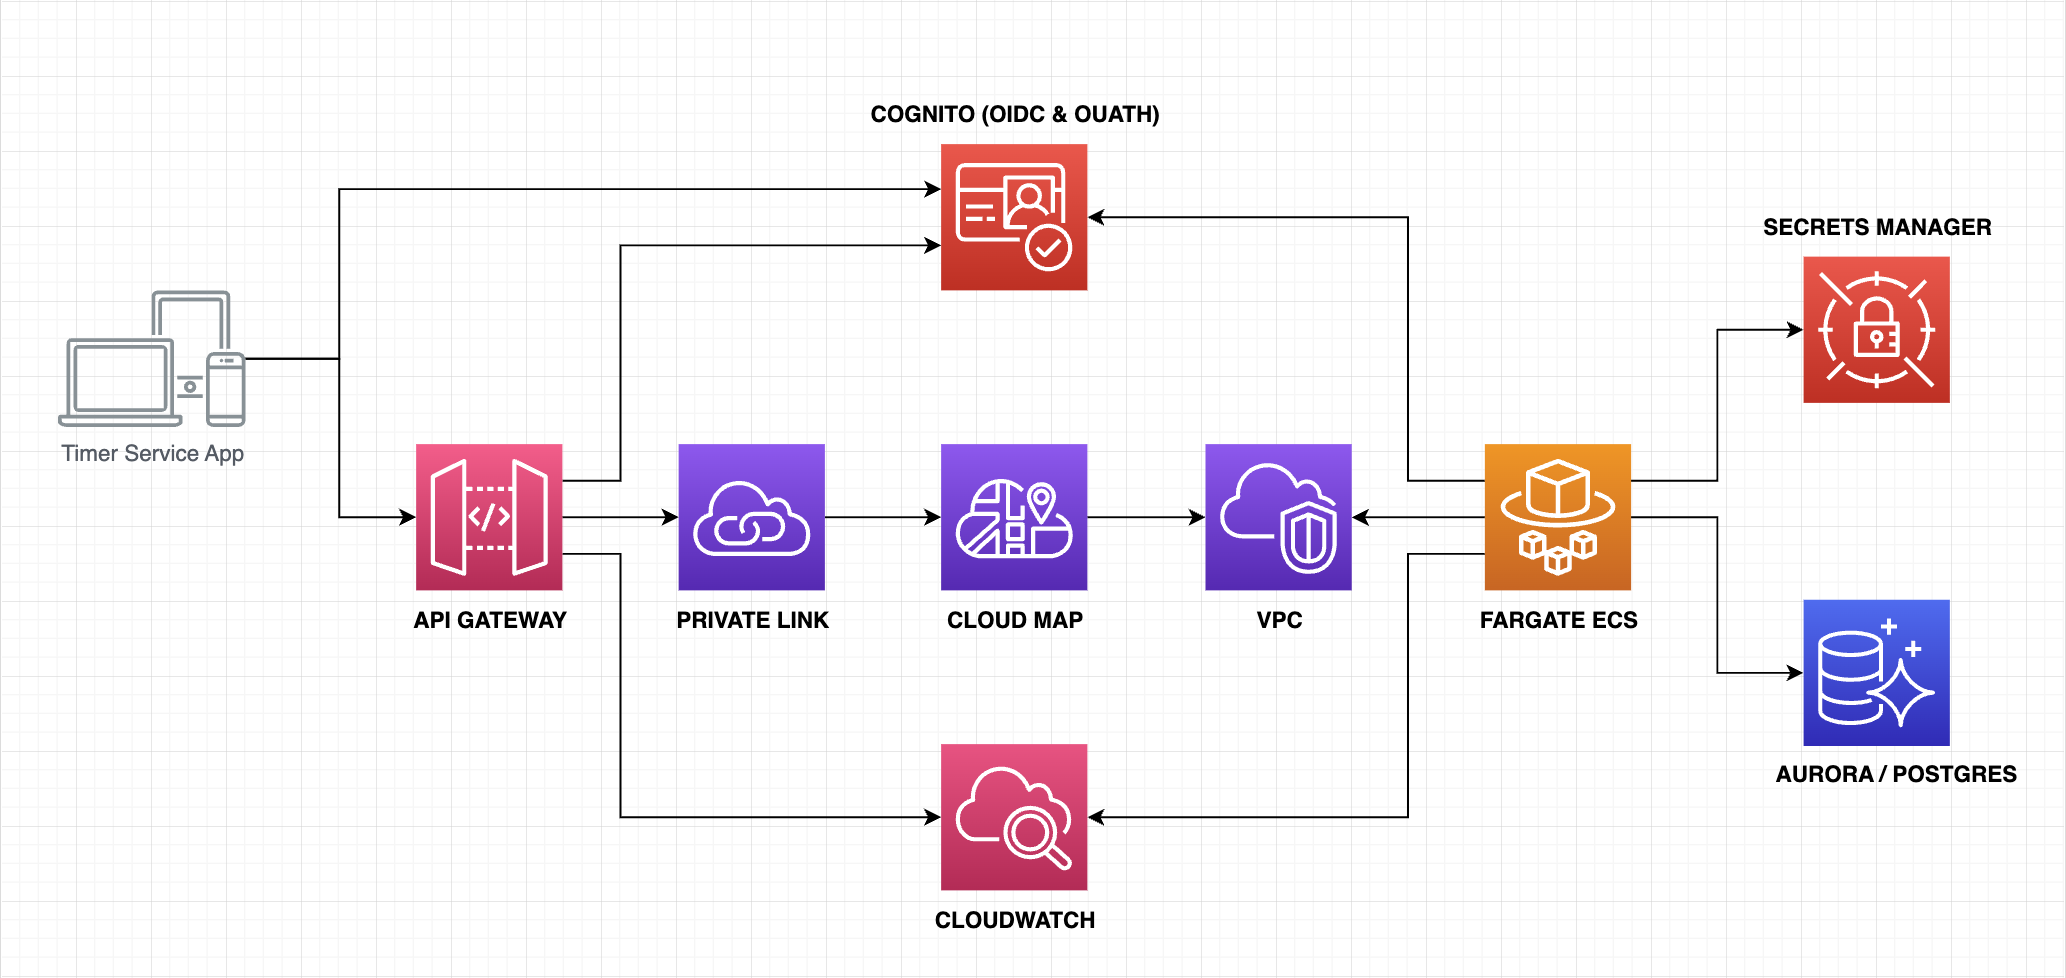 COGNITO (OIDC & OUATH)
SECRETS MANAGER
Timer Service App
API GATEWAY
PRIVATE LINK
CLOUD MAP
VPC
FARGATE ECS
AURORA / POSTGRES
CLOUDWATCH